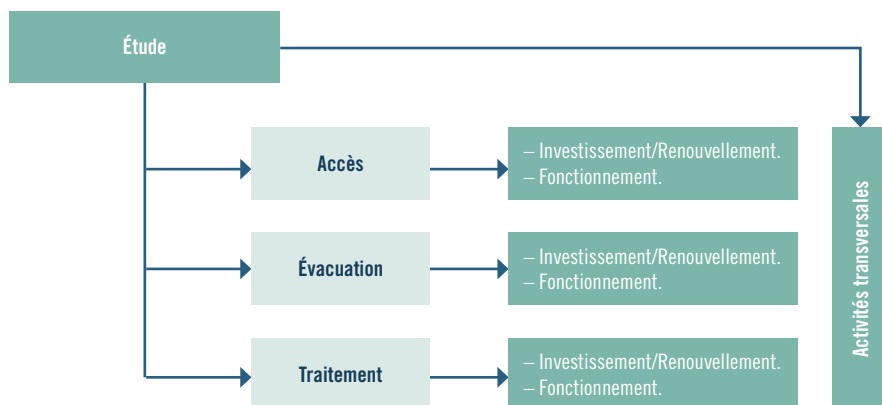 Étude
Accès
– Investissement/Renouvellement.
– Fonctionnement.
Évacuation
– Investissement/Renouvellement.
– Fonctionnement.
Traitement
– Investissement/Renouvellement.
– Fonctionnement.
Activités transversales